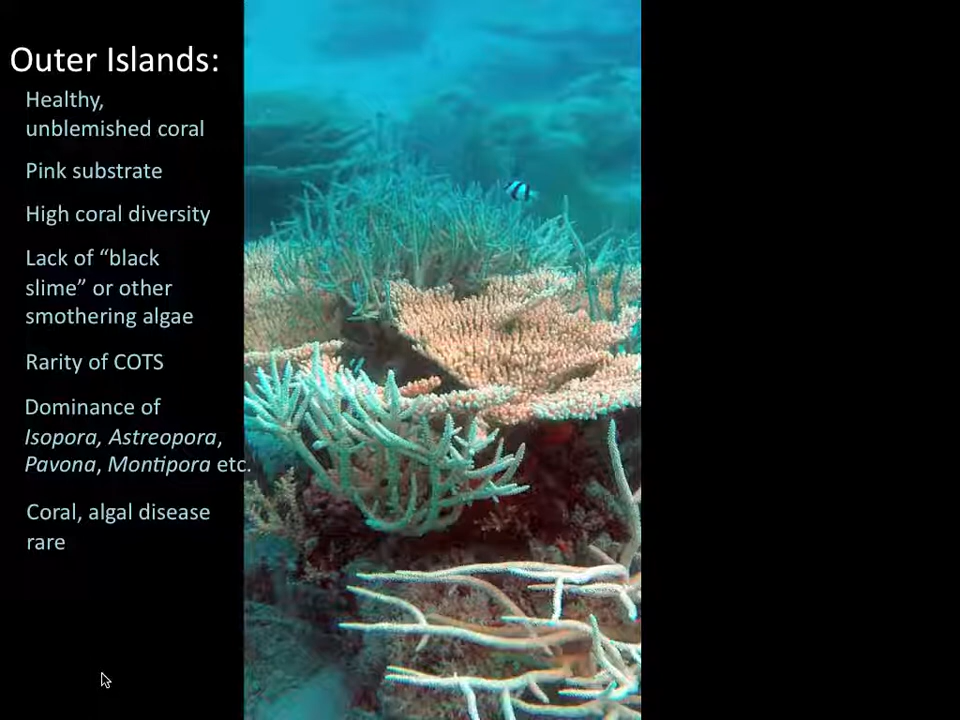 Outer Islands:
Healthy,
unblemished coral
Pink substrate
High coral diversity
Lack of “black
slime” or other
smothering algae
Rarity of COTS
Dominance of
Isopora, Astreopora,
Pavona, Montipora etc.
Coral, algal disease
rare